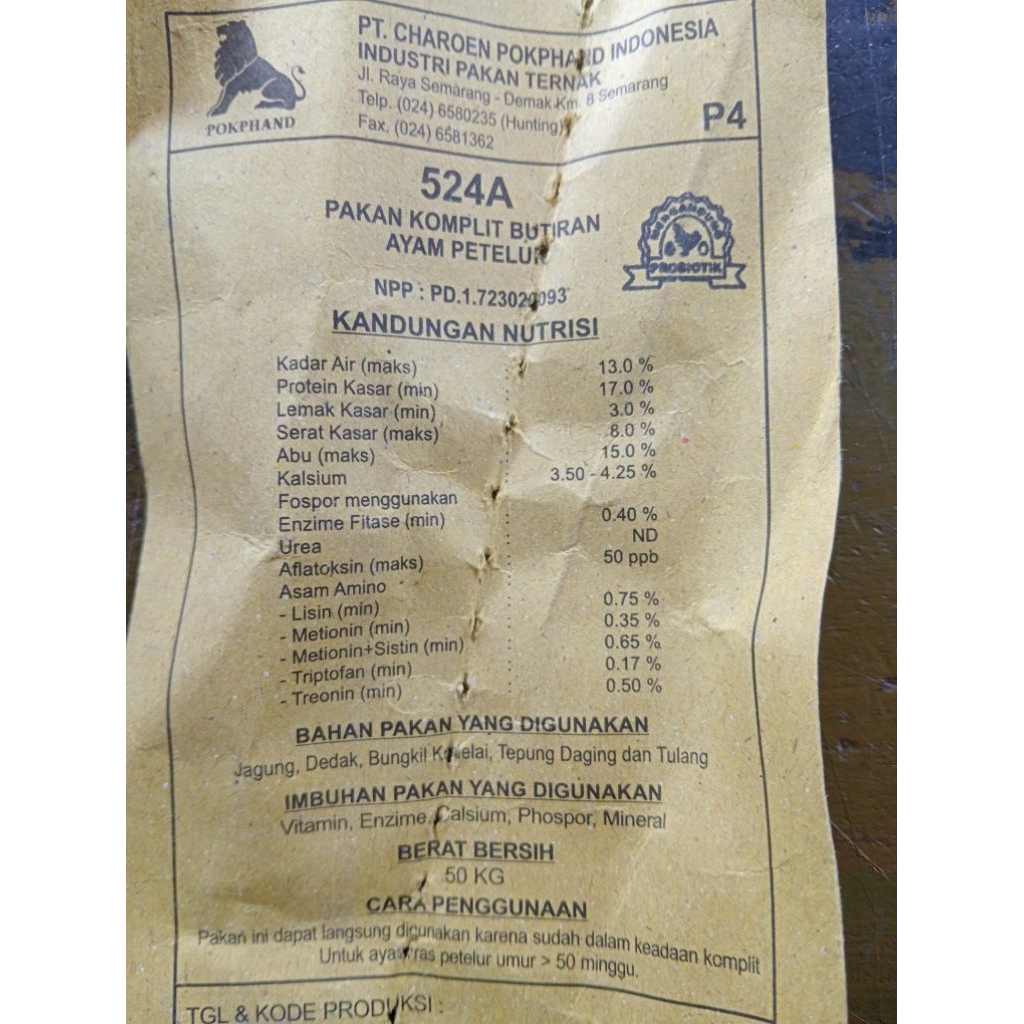 POKPHAND
PT. CHAROEN POKPHAND INDONESIA
INDUSTRI PAKAN TERNAK
Jl. Raya Semarang - Demak Km. 8 Semarang
Telp. (024) 6580235 (Hunting)
Fax. (024) 6581362
P4
524A
PAKAN KOMPLIT BUTIRAN
AYAM PETELUR
MENGANDUNG
PROBIOTIK
NPP : PD.1.723020093
KANDUNGAN NUTRISI
Kadar Air (maks) 13.0 %
Protein Kasar (min) 17.0 %
Lemak Kasar (min) 3.0 %
Serat Kasar (maks) 8.0 %
Abu (maks) 15.0 %
Kalsium 3.50 - 4.25 %
Fospor menggunakan
Enzime Fitase (min) 0.40 %
Urea ND
Aflatoksin (maks) 50 ppb
Asam Amino
- Lisin (min) 0.75 %
- Metionin (min) 0.35 %
- Metionin+Sistin (min) 0.65 %
- Triptofan (min) 0.17 %
- Treonin (min) 0.50 %
BAHAN PAKAN YANG DIGUNAKAN
Jagung, Dedak, Bungkil Kedelai, Tepung Daging dan Tulang
IMBUHAN PAKAN YANG DIGUNAKAN
Vitamin, Enzime, Calsium, Phospor, Mineral
BERAT BERSIH
50 KG
CARA PENGGUNAAN
Pakan ini dapat langsung digunakan karena sudah dalam keadaan komplit
Untuk ayam ras petelur umur > 50 minggu.
TGL & KODE PRODUKSI :